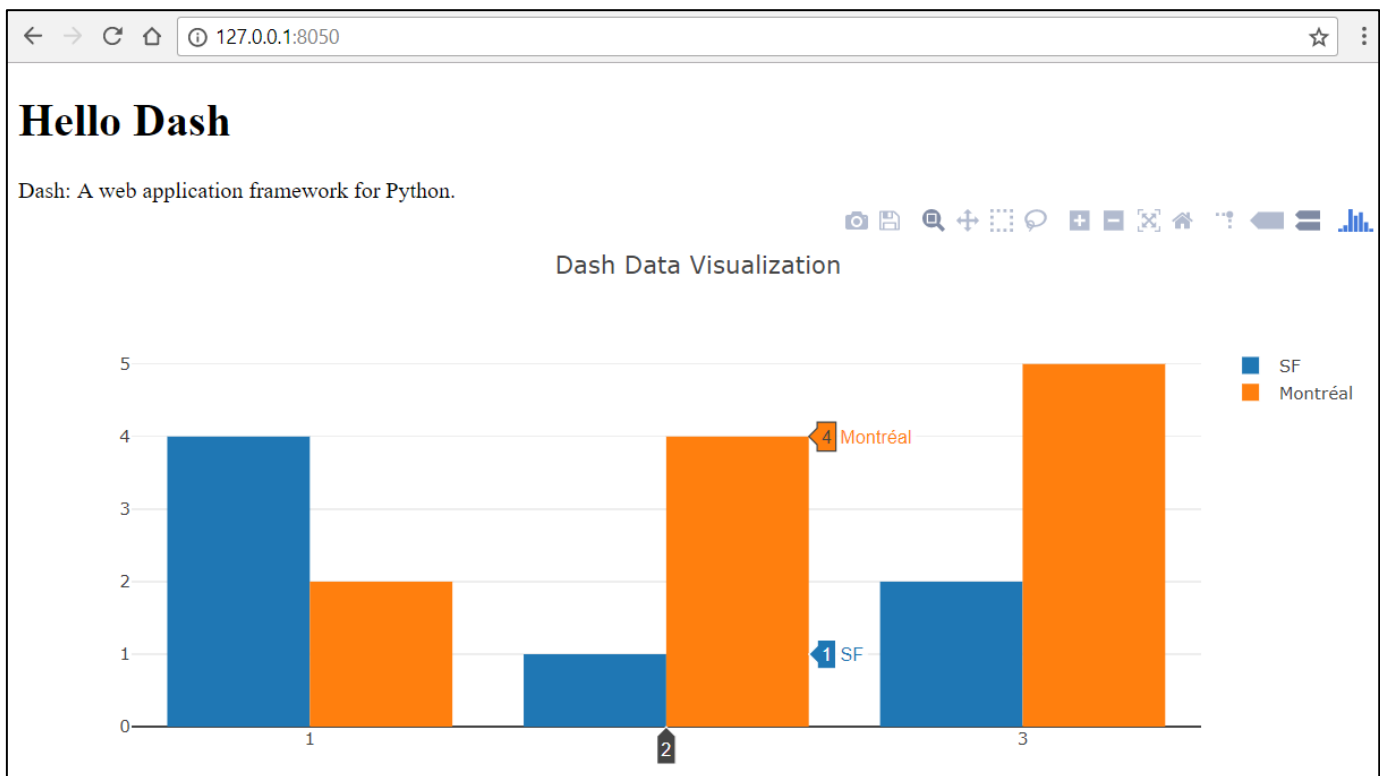 127.0.0.1:8050
Hello Dash
Dash: A web application framework for Python.
Dash Data Visualization
5
SF
Montréal
4
4 Montréal
3
2
1
1 SF
0
1
2
3